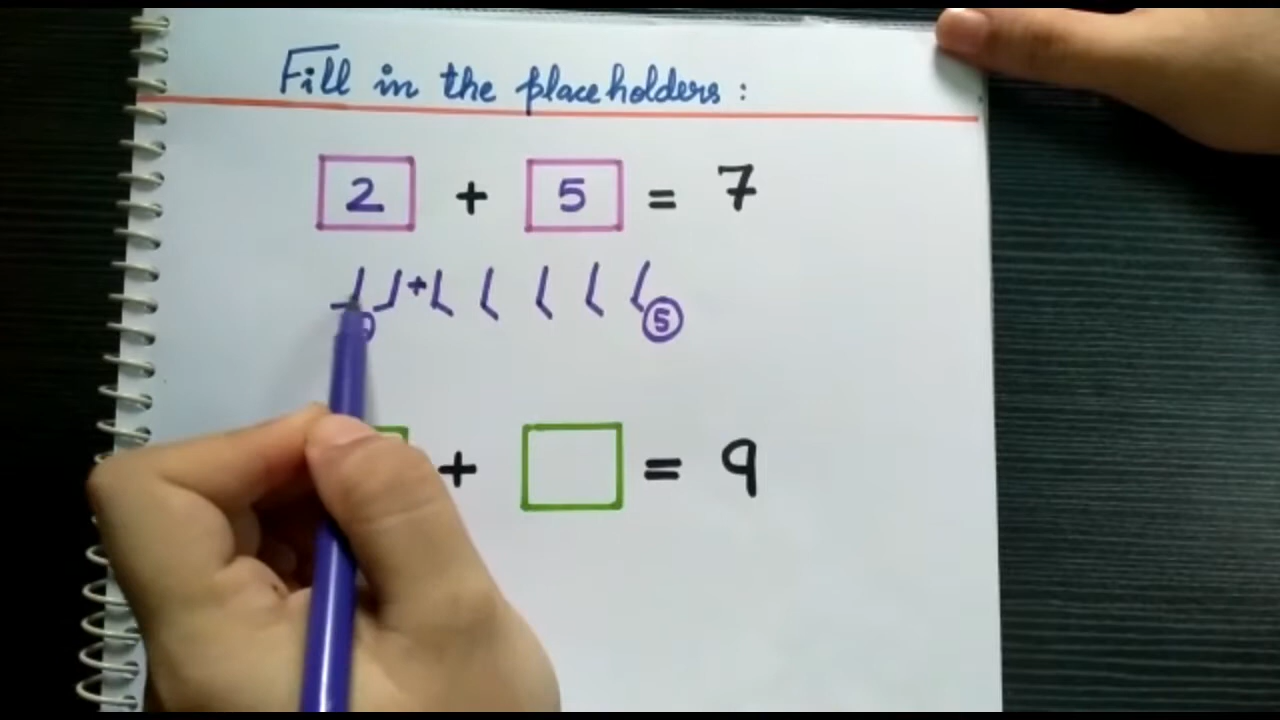 Fill in the placeholders:
2 + 5 = 7
+
5
+ = 9